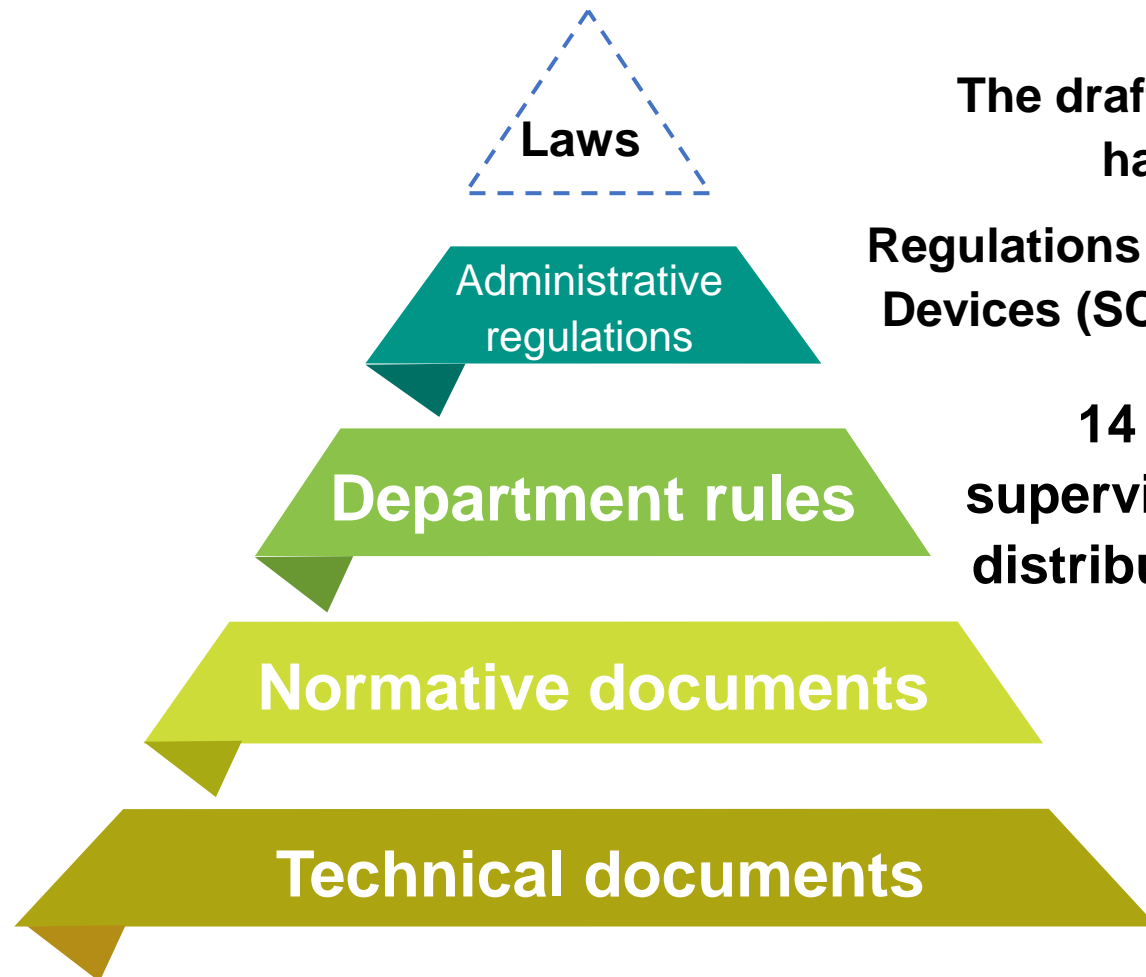 Laws
The draf
ha
Administrative
regulations
Regulations
Devices (SC
Department rules
14
supervi
distribu
Normative documents
Technical documents